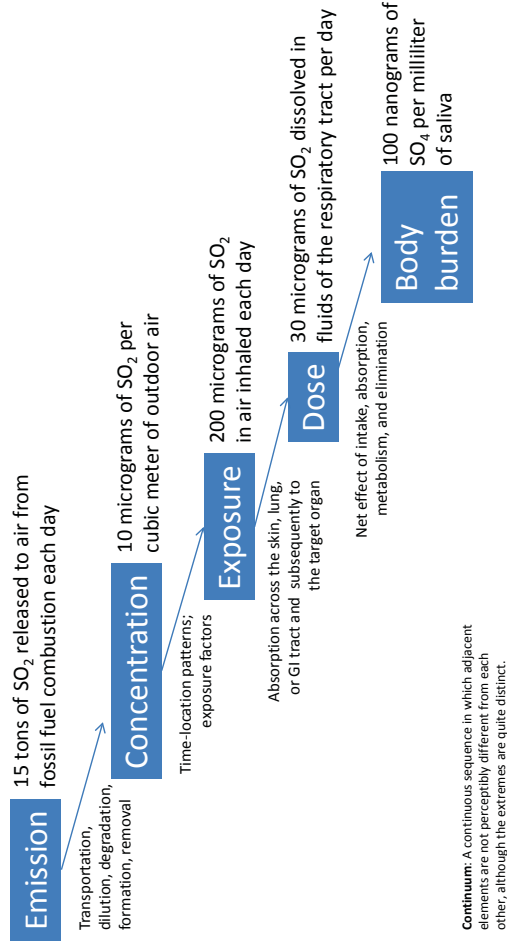 Emission
15 tons of SO₂ released to air from
fossil fuel combustion each day
Transportation,
dilution, degradation,
formation, removal
Concentration
10 micrograms of SO₂ per
cubic meter of outdoor air
Time-location patterns;
exposure factors
Exposure
200 micrograms of SO₂
in air inhaled each day
Absorption across the skin, lung,
or GI tract and subsequently to
the target organ
Dose
30 micrograms of SO₂ dissolved in
fluids of the respiratory tract per day
Net effect of intake, absorption,
metabolism, and elimination
Body
burden
100 nanograms of
SO₄ per milliliter
of saliva
Continuum: A continuous sequence in which adjacent
elements are not perceptibly different from each
other, although the extremes are quite distinct.